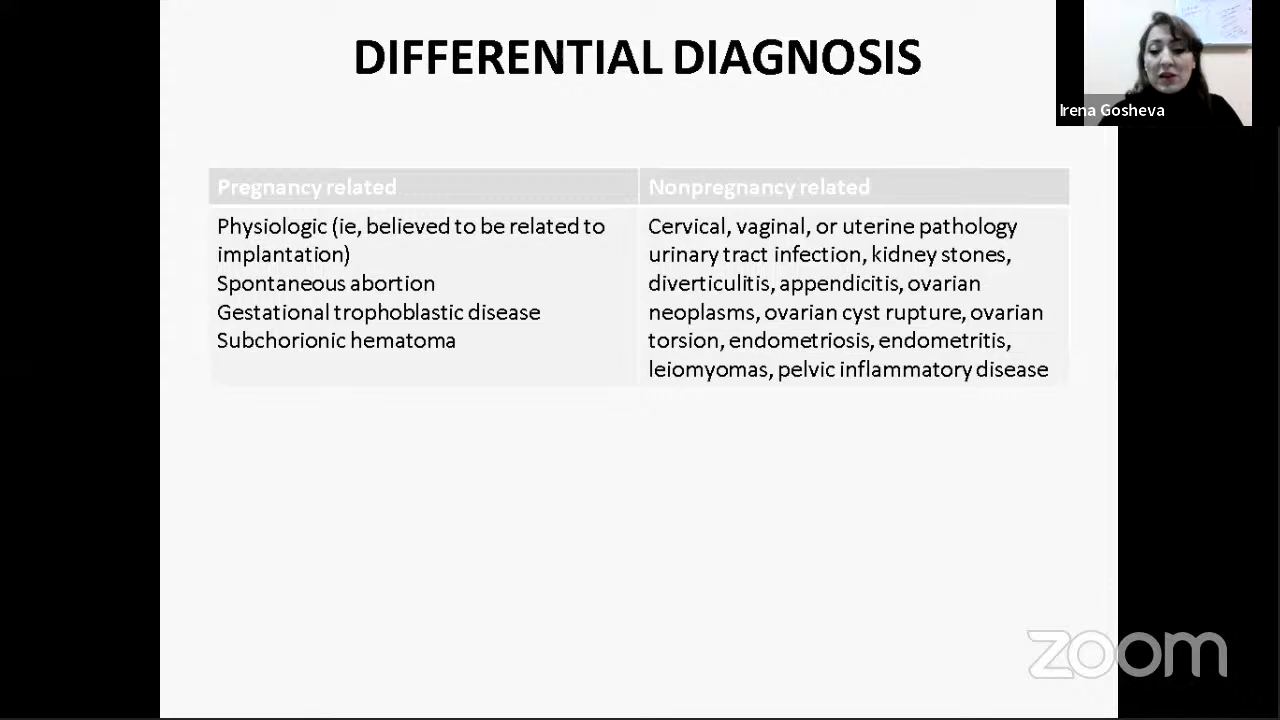 DIFFERENTIAL DIAGNOSIS
Irena Gosheva
Pregnancy related
Nonpregnancy related
Physiologic (ie, believed to be related to
implantation)
Spontaneous abortion
Gestational trophoblastic disease
Subchorionic hematoma
Cervical, vaginal, or uterine pathology
urinary tract infection, kidney stones,
diverticulitis, appendicitis, ovarian
neoplasms, ovarian cyst rupture, ovarian
torsion, endometriosis, endometritis,
leiomyomas, pelvic inflammatory disease
zoom